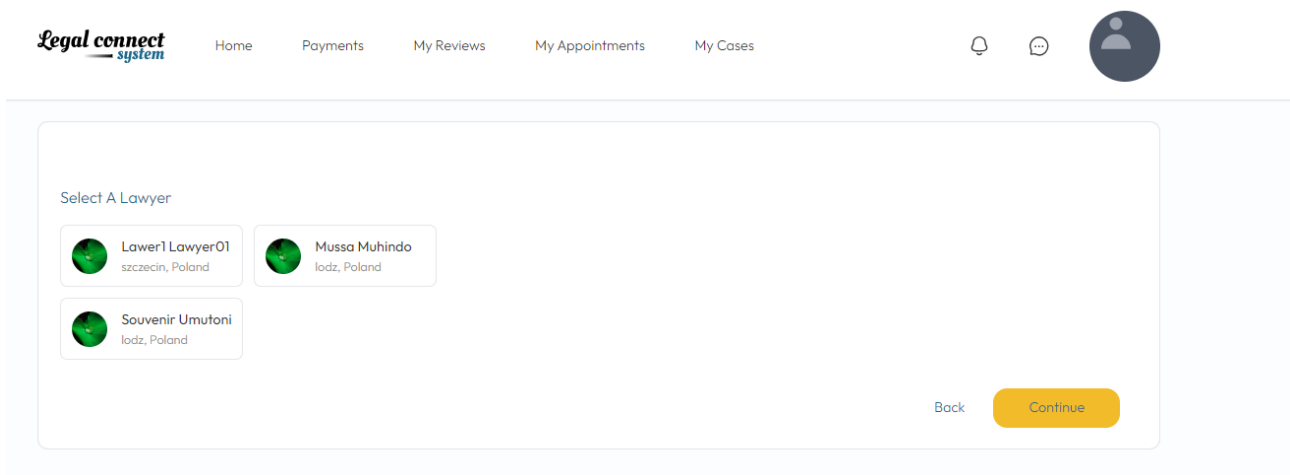 Legal connect
system
Home Payments My Reviews My Appointments My Cases
Select A Lawyer
Lawer1 Lawyer01
szczecin, Poland
Mussa Muhindo
lodz, Poland
Souvenir Umutoni
lodz, Poland
Back Continue